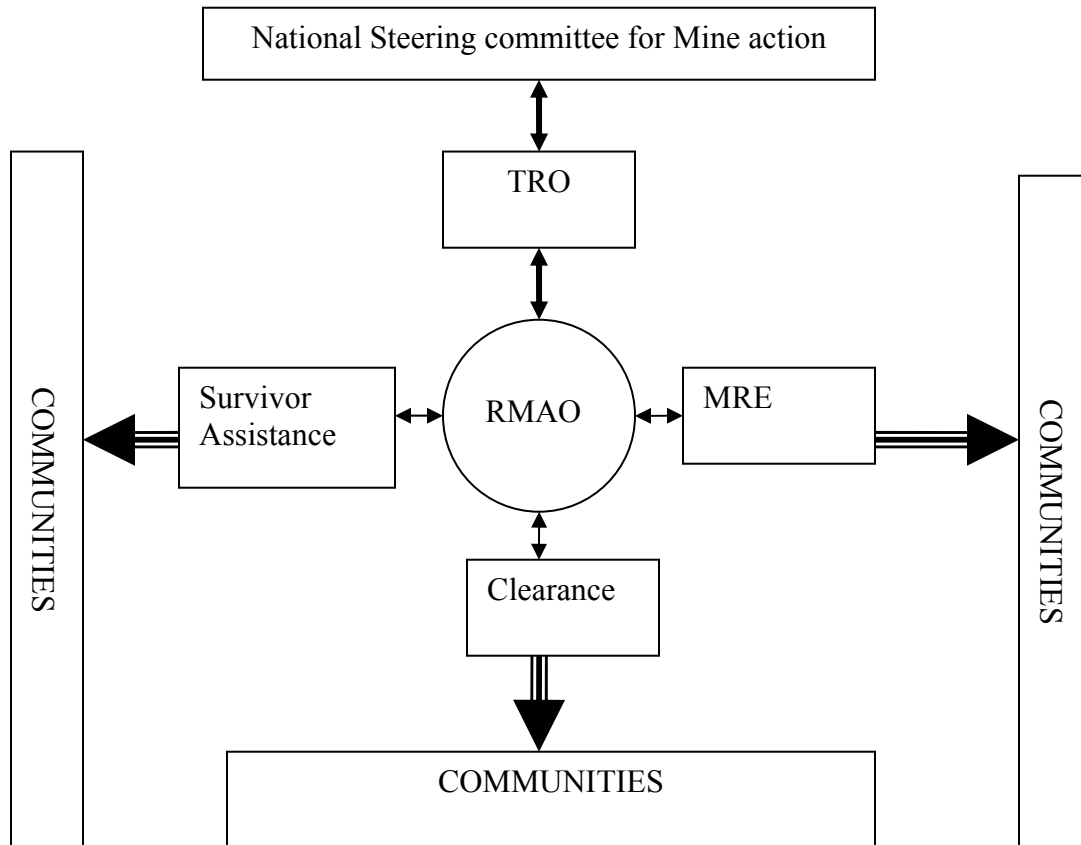 National Steering committee for Mine action
TRO
COMMUNITIES
Survivor
Assistance
RMAO
MRE
COMMUNITIES
Clearance
COMMUNITIES